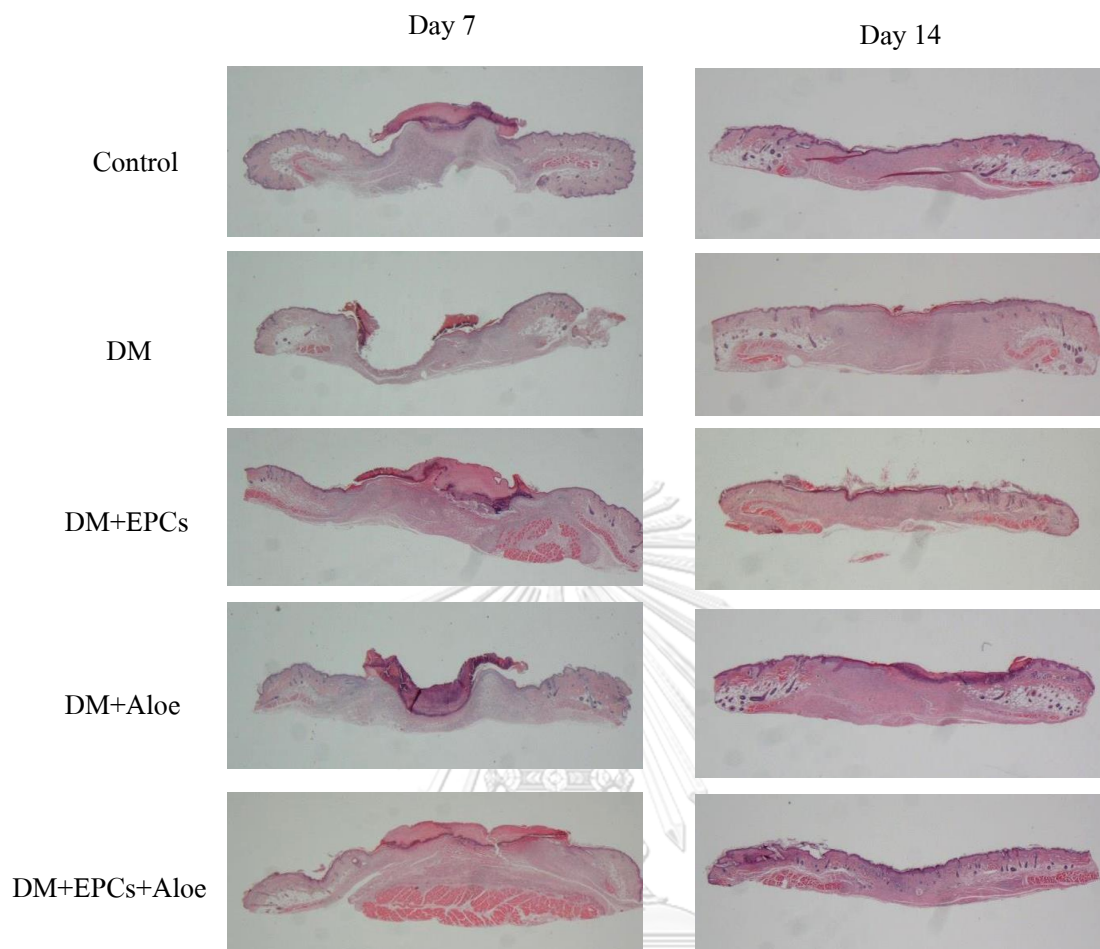 Day 7
Day 14
Control
DM
DM+EPCs
DM+Aloe
DM+EPCs+Aloe